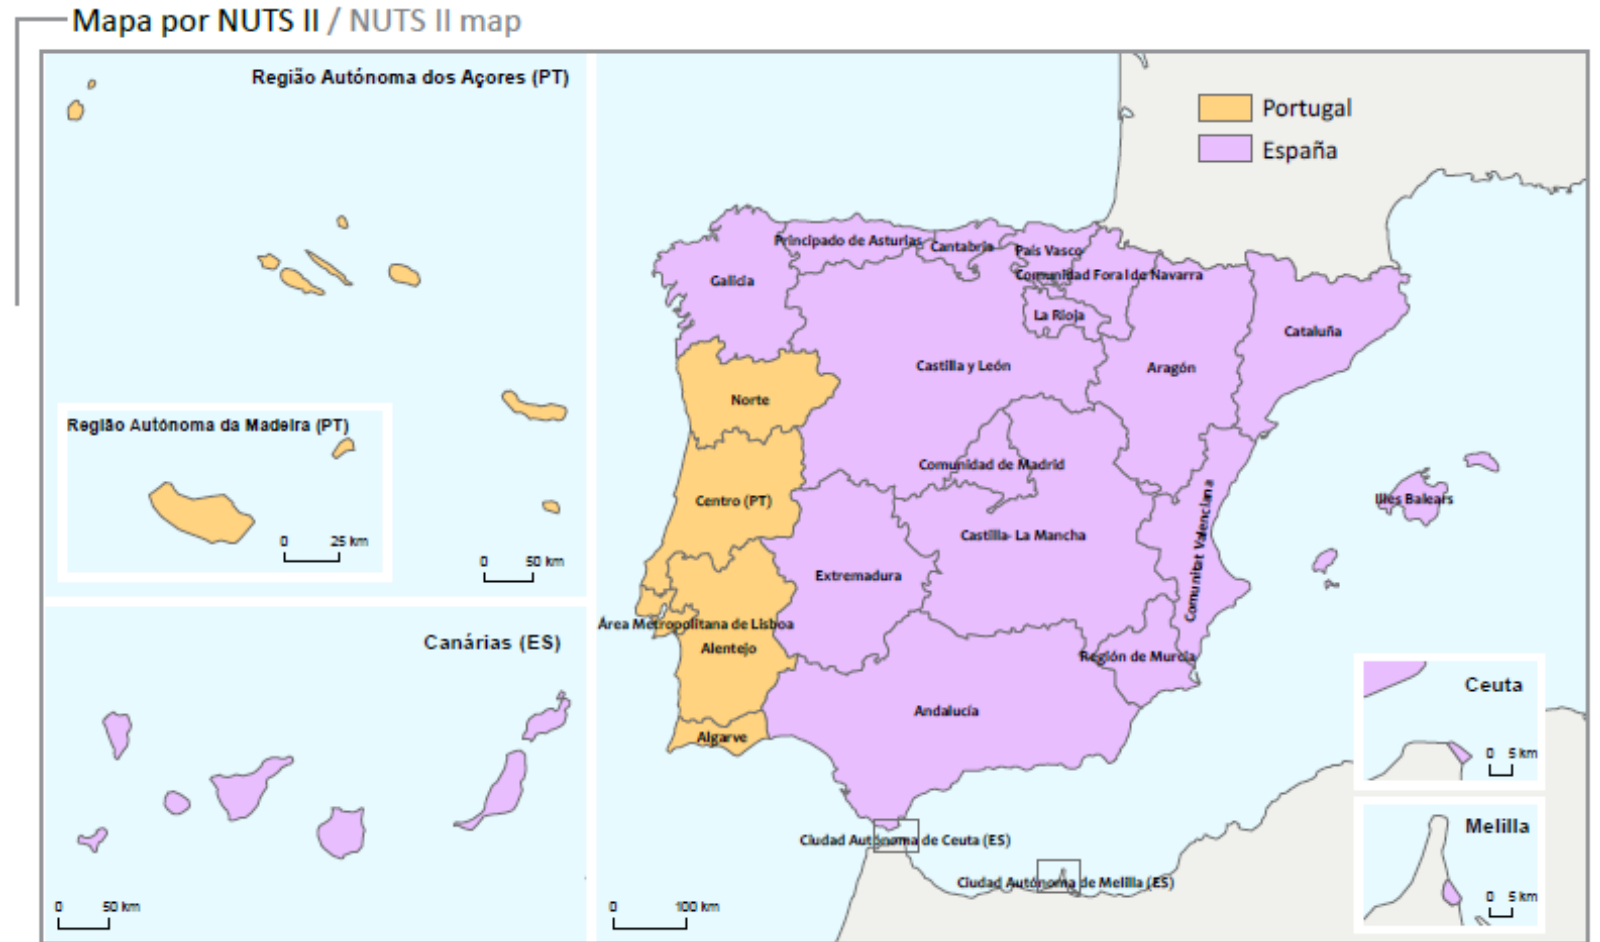 Mapa por NUTS II / NUTS II map
Região Autónoma dos Açores (PT)
Portugal
España
Principado de Asturias
Cantabria
País Vasco
Galicia
Comunidad Foral de Navarra
La Rioja
Cataluña
Castilla y León
Aragón
Norte
Região Autónoma da Madeira (PT)
Comunidad de Madrid
Centro (PT)
Illes Balears
Castilla- La Mancha
Comunitat Valenciana
0 25 km
0 50 km
Extremadura
Área Metropolitana de Lisboa
Alentejo
Canárias (ES)
Región de Murcia
Ceuta
Andalucía
Algarve
0 5 km
Melilla
Ciudad Autónoma de Ceuta (ES)
Ciudad Autónoma de Melilla (ES)
0 5 km
0 50 km
0 100 km